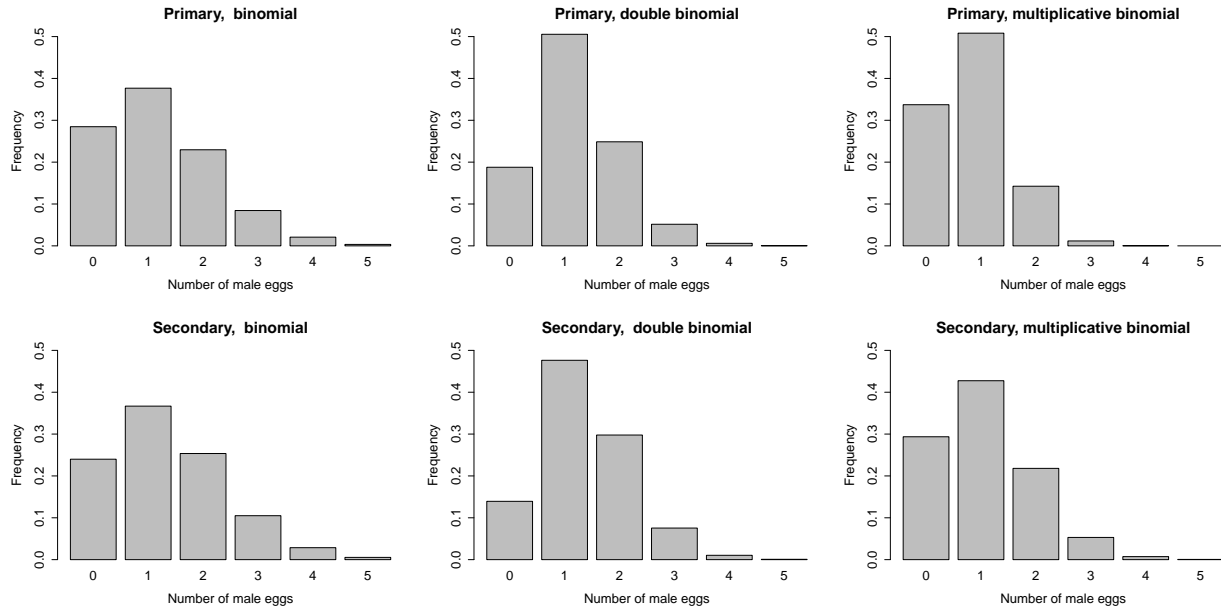 Primary,  binomial
Frequency
0.0 0.1 0.2 0.3 0.4 0.5
0 1 2 3 4 5
Number of male eggs
Primary, double binomial
Frequency
0.0 0.1 0.2 0.3 0.4 0.5
0 1 2 3 4 5
Number of male eggs
Primary, multiplicative binomial
Frequency
0.0 0.1 0.2 0.3 0.4 0.5
0 1 2 3 4 5
Number of male eggs
Secondary,  binomial
Frequency
0.0 0.1 0.2 0.3 0.4 0.5
0 1 2 3 4 5
Number of male eggs
Secondary,  double binomial
Frequency
0.0 0.1 0.2 0.3 0.4 0.5
0 1 2 3 4 5
Number of male eggs
Secondary, multiplicative binomial
Frequency
0.0 0.1 0.2 0.3 0.4 0.5
0 1 2 3 4 5
Number of male eggs